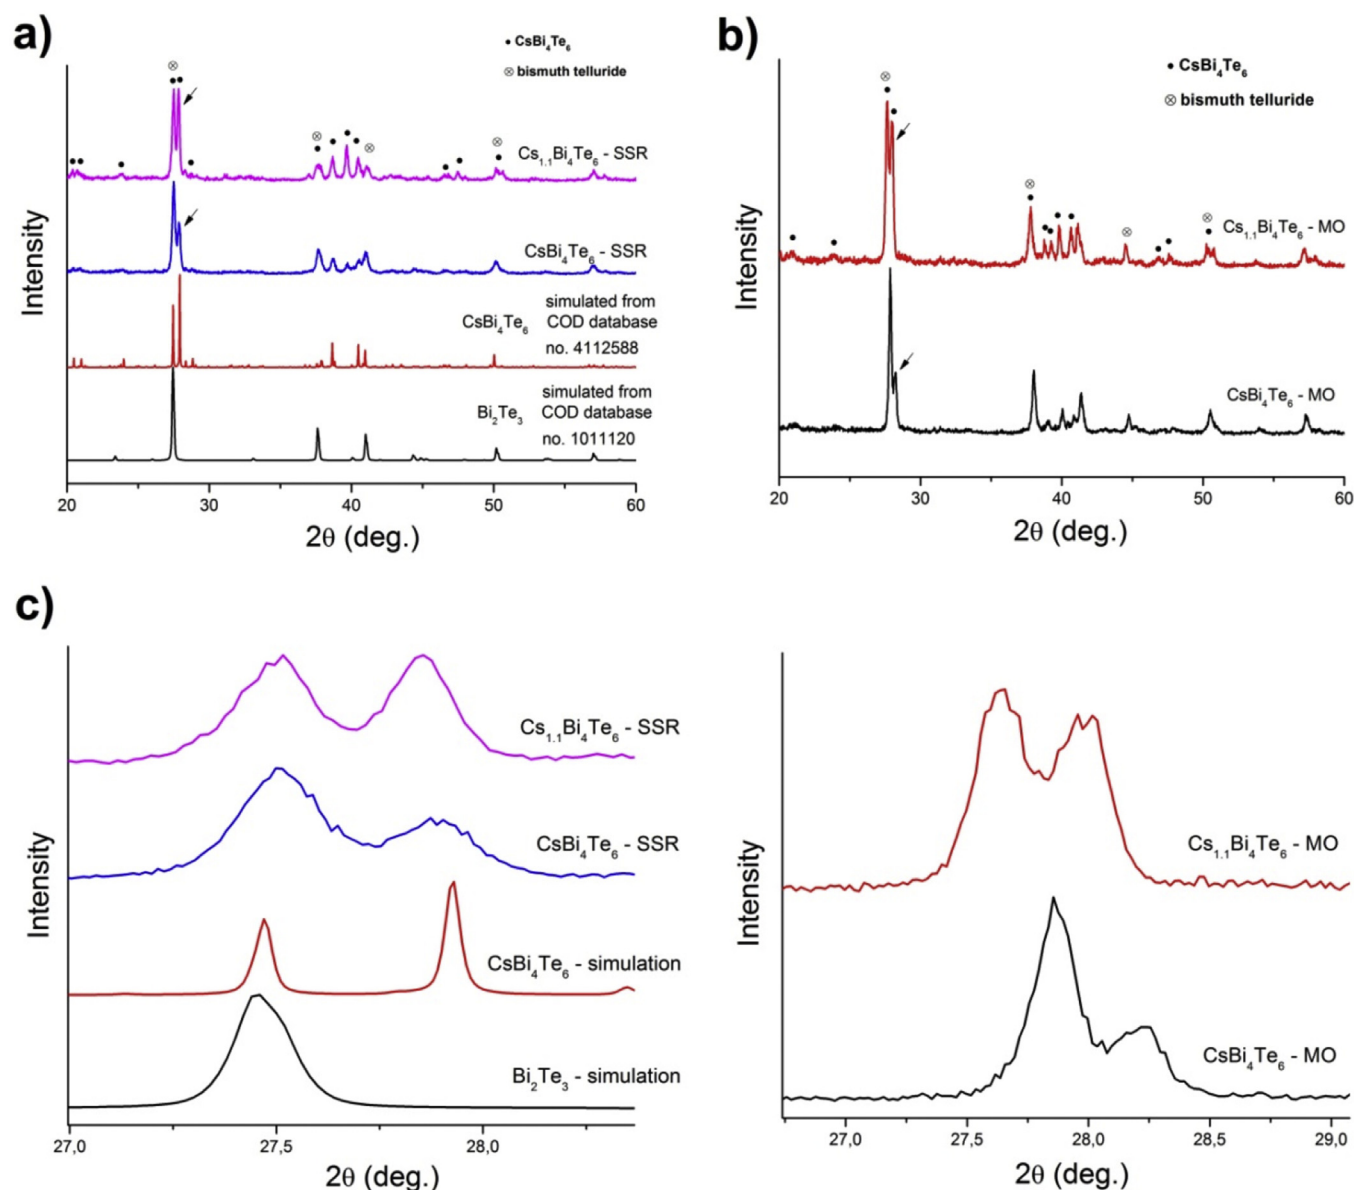 a)
• CsBi₄Te₆
⊗ bismuth telluride
Cs₁.₁Bi₄Te₆ - SSR
CsBi₄Te₆ - SSR
simulated from
CsBi₄Te₆ COD database
no. 4112588
simulated from
Bi₂Te₃ COD database
no. 1011120
Intensity
20 30 40 50 60
2θ (deg.)
b)
• CsBi₄Te₆
⊗ bismuth telluride
Cs₁.₁Bi₄Te₆ - MO
CsBi₄Te₆ - MO
Intensity
20 30 40 50 60
2θ (deg.)
c)
Cs₁.₁Bi₄Te₆ - SSR
CsBi₄Te₆ - SSR
CsBi₄Te₆ - simulation
Bi₂Te₃ - simulation
Intensity
27,0 27,5 28,0
2θ (deg.)
Cs₁.₁Bi₄Te₆ - MO
CsBi₄Te₆ - MO
Intensity
27,0 27,5 28,0 28,5 29,0
2θ (deg.)